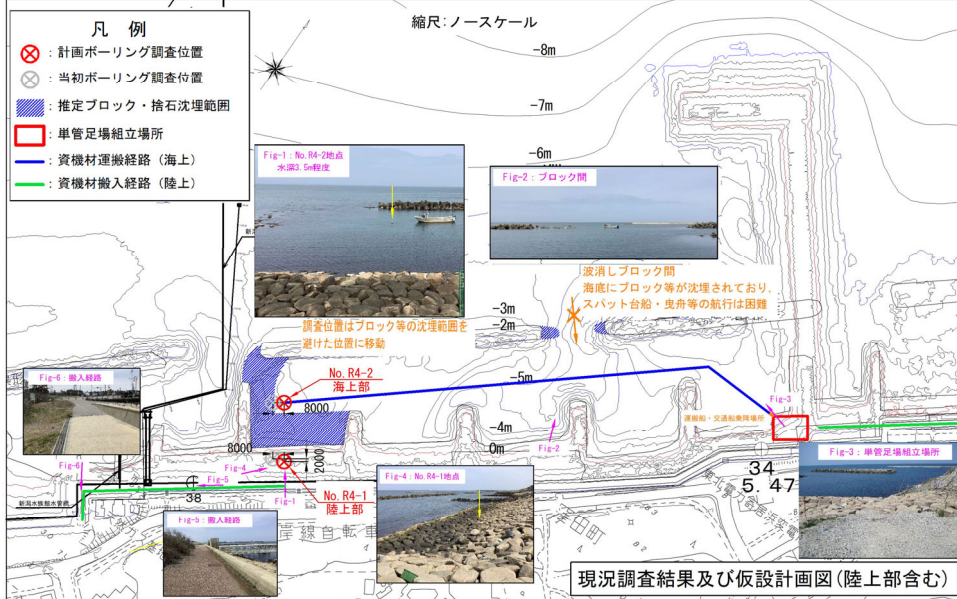 縮尺:ノースケール
凡 例
: 計画ボーリング調査位置
: 当初ボーリング調査位置
: 推定ブロック・捨石沈埋範囲
: 単管足場組立場所
: 資機材運搬経路（海上）
: 資機材搬入経路（陸上）
-8m
-7m
-6m
Fig-1 : No.R4-2地点
水深3.5m程度
Fig-2 : ブロック間
波消しブロック間
海底にブロック等が沈埋されており、
スパット台船・曳舟等の航行は困難
-3m
-2m
調査位置はブロック等の沈埋範囲を
避けた位置に移動
No. R4-2
海上部
-5m
8000
Fig-6 : 搬入経路
Fig-3
運搬船・交通船乗降場所
-4m
0m
Fig-2
8000
2000
Fig-4
Fig-6
Fig-5
Fig-1
38
No. R4-1
陸上部
Fig-4 : No.R4-1地点
34
5.47
Fig-3 : 単管足場組立場所
Fig-5 : 搬入経路
岸線自転車
現況調査結果及び仮設計画図(陸上部含む)